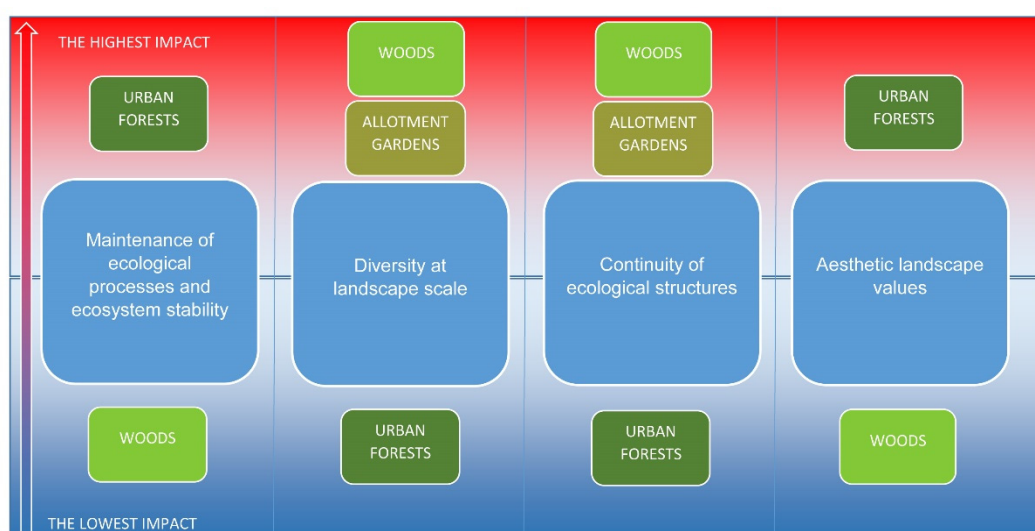 THE HIGHEST IMPACT
URBAN
FORESTS
WOODS
ALLOTMENT
GARDENS
WOODS
ALLOTMENT
GARDENS
URBAN
FORESTS
Maintenance of
ecological
processes and
ecosystem stability
Diversity at
landscape scale
Continuity of
ecological structures
Aesthetic landscape
values
WOODS
URBAN
FORESTS
URBAN
FORESTS
WOODS
THE LOWEST IMPACT